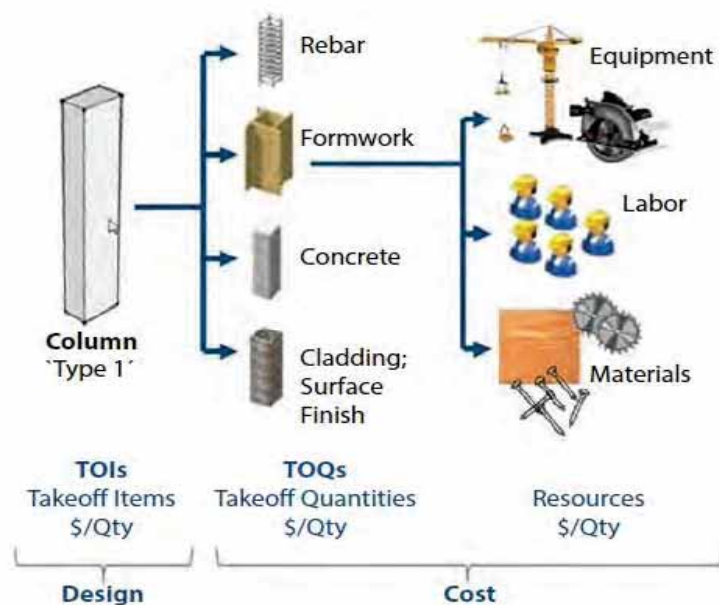 Rebar
Equipment
Formwork
Labor
Concrete
Column
`Type 1´
Cladding;
Surface
Finish
Materials
TOIs
Takeoff Items
$/Qty
TOQs
Takeoff Quantities
$/Qty
Resources
$/Qty
Design
Cost